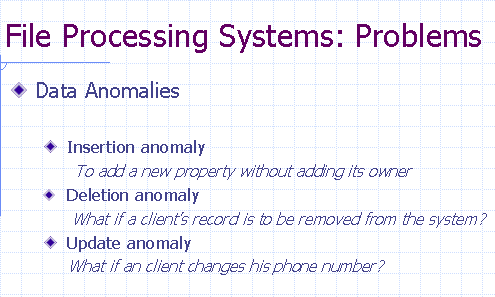 File Processing Systems: Problems
Data Anomalies
Insertion anomaly
To add a new property without adding its owner
Deletion anomaly
What if a client's record is to be removed from the system?
Update anomaly
What if an client changes his phone number?